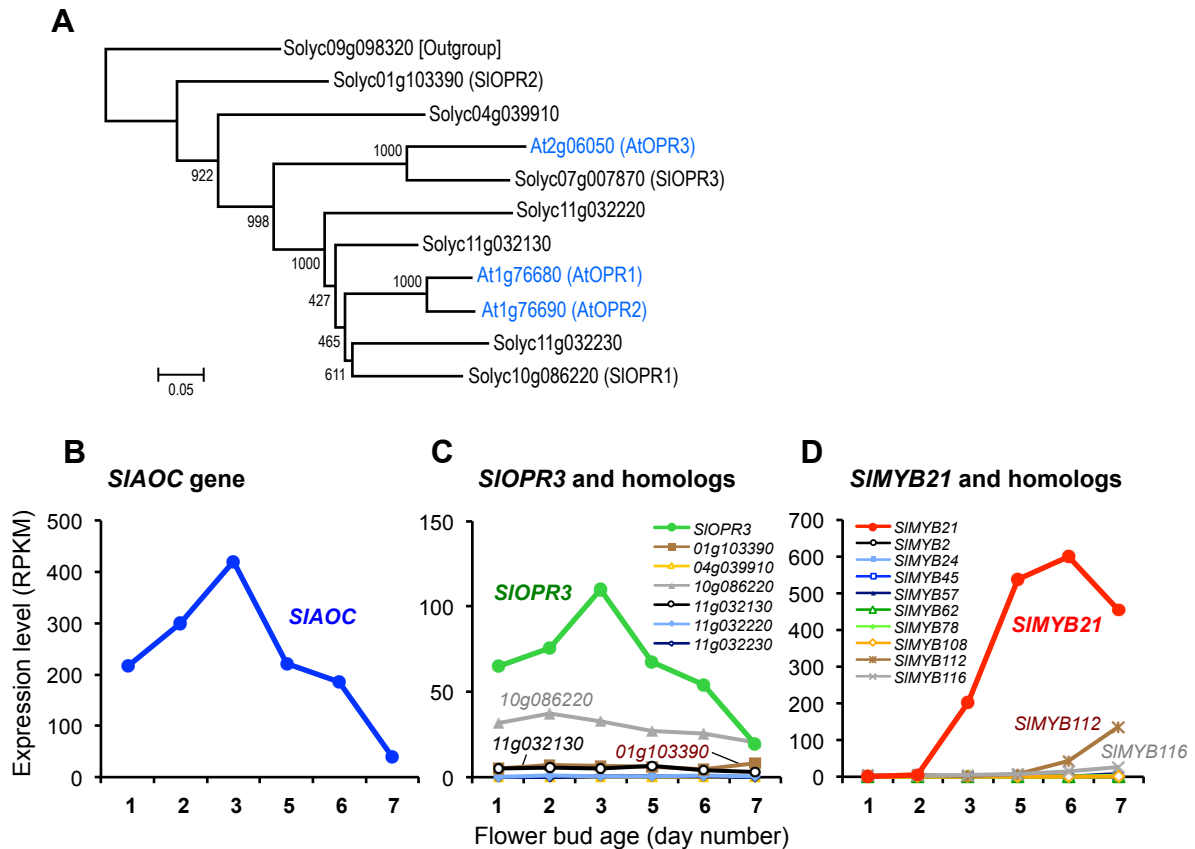 A
Solyc09g098320 [Outgroup]
Solyc01g103390 (SlOPR2)
Solyc04g039910
1000
At2g06050 (AtOPR3)
922
Solyc07g007870 (SlOPR3)
998
Solyc11g032220
Solyc11g032130
1000
1000
At1g76680 (AtOPR1)
427
At1g76690 (AtOPR2)
465
Solyc11g032230
611
Solyc10g086220 (SlOPR1)
0.05
B
SlAOC gene
Expression level (RPKM)
500
400
300
200
100
0
SlAOC
1 2 3 5 6 7
C
SlOPR3 and homologs
150
100
50
0
SlOPR3
01g103390
04g039910
10g086220
11g032130
11g032220
11g032230
SlOPR3
10g086220
11g032130
01g103390
1 2 3 5 6 7
Flower bud age (day number)
D
SlMYB21 and homologs
700
600
500
400
300
200
100
0
SlMYB21
SlMYB2
SlMYB24
SlMYB45
SlMYB57
SlMYB62
SlMYB78
SlMYB108
SlMYB112
SlMYB116
SlMYB21
SlMYB112
SlMYB116
1 2 3 5 6 7